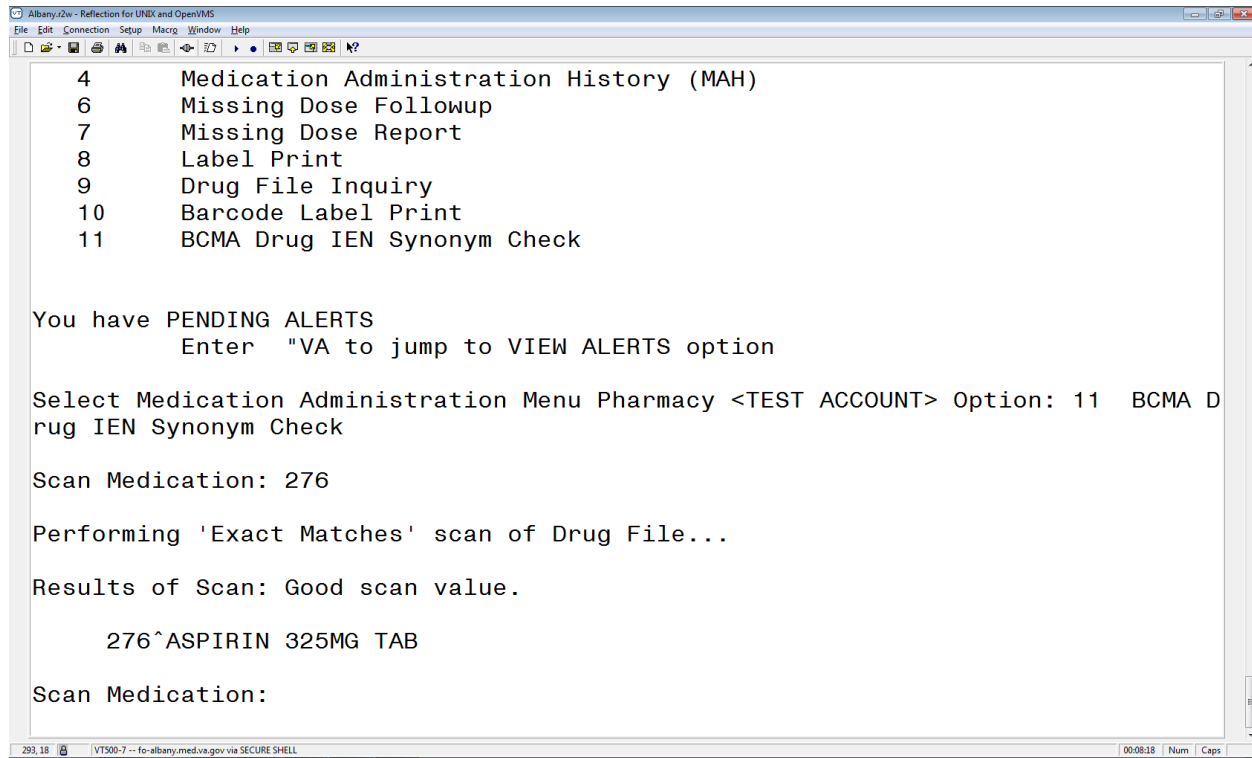 Albany.r2w - Reflection for UNIX and OpenVMS
File Edit Connection Setup Macro Window Help
4 Medication Administration History (MAH)
6 Missing Dose Followup
7 Missing Dose Report
8 Label Print
9 Drug File Inquiry
10 Barcode Label Print
11 BCMA Drug IEN Synonym Check
You have PENDING ALERTS
Enter "VA to jump to VIEW ALERTS option
Select Medication Administration Menu Pharmacy <TEST ACCOUNT> Option: 11 BCMA D
rug IEN Synonym Check
Scan Medication: 276
Performing 'Exact Matches' scan of Drug File...
Results of Scan: Good scan value.
276^ASPIRIN 325MG TAB
Scan Medication:
293, 18 VT500-7 -- fo-albany.med.va.gov via SECURE SHELL 00:08:18 Num Caps